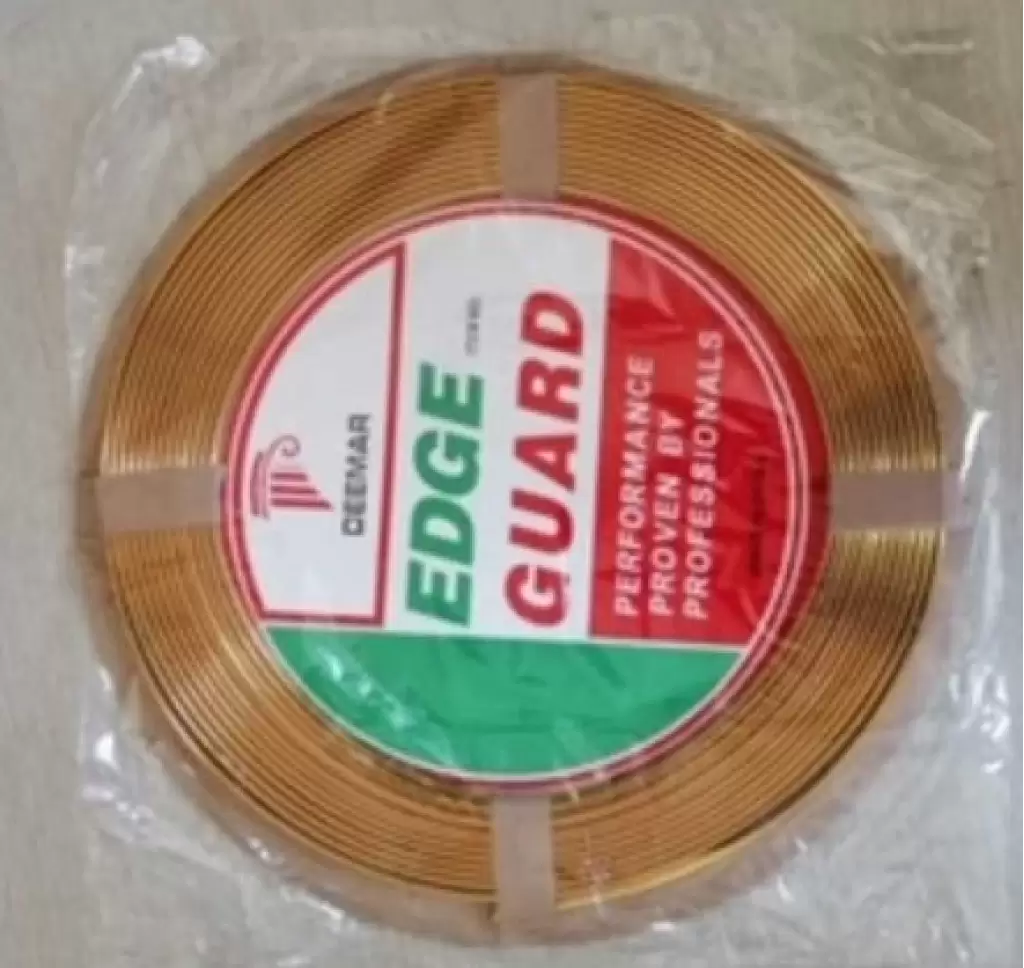 DEEMAR
EDGE
GUARD
PERFORMANCE
PROVEN BY
PROFESSIONALS